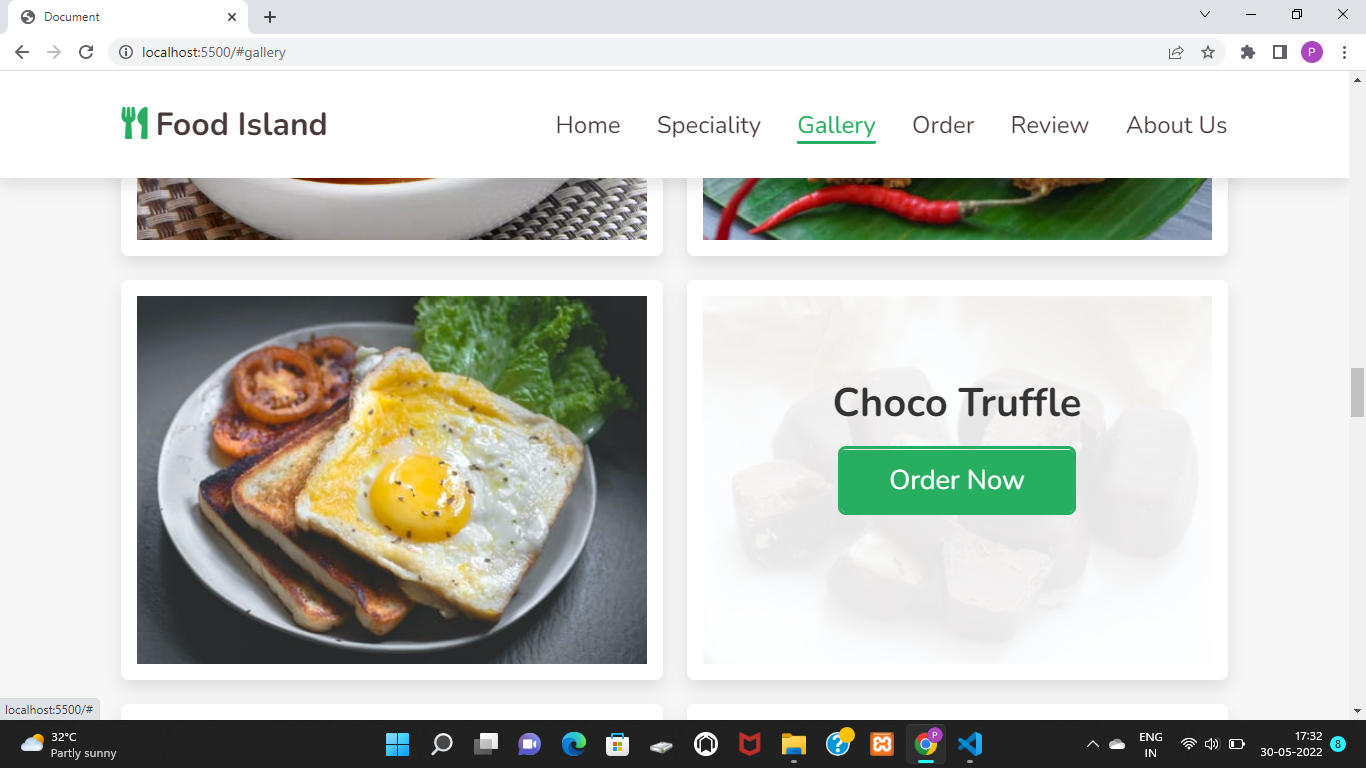 Document
localhost:5500/#gallery
P
Food Island
Home Speciality Gallery Order Review About Us
Choco Truffle
Order Now
localhost:5500/#
32°C
Partly sunny
P
ENG
IN
17:32
30-05-2022
8